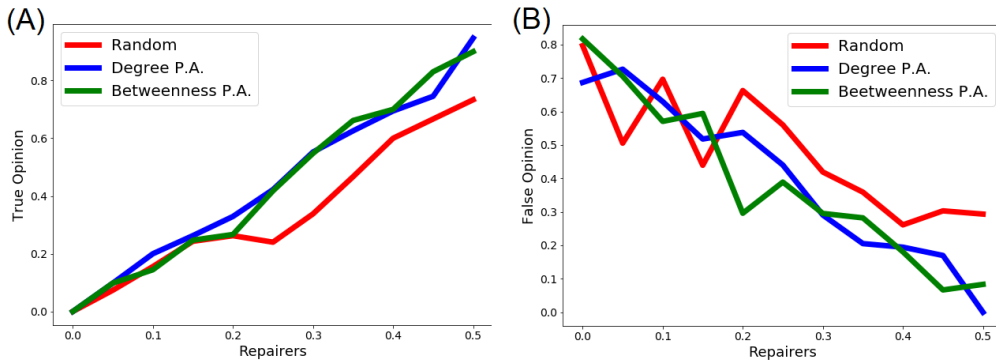 (A)
Random
Degree P.A.
Betweenness P.A.
True Opinion
0.8
0.6
0.4
0.2
0.0
0.0 0.1 0.2 0.3 0.4 0.5
Repairers
(B)
Random
Degree P.A.
Beetweenness P.A.
False Opinion
0.8
0.7
0.6
0.5
0.4
0.3
0.2
0.1
0.0
0.0 0.1 0.2 0.3 0.4 0.5
Repairers